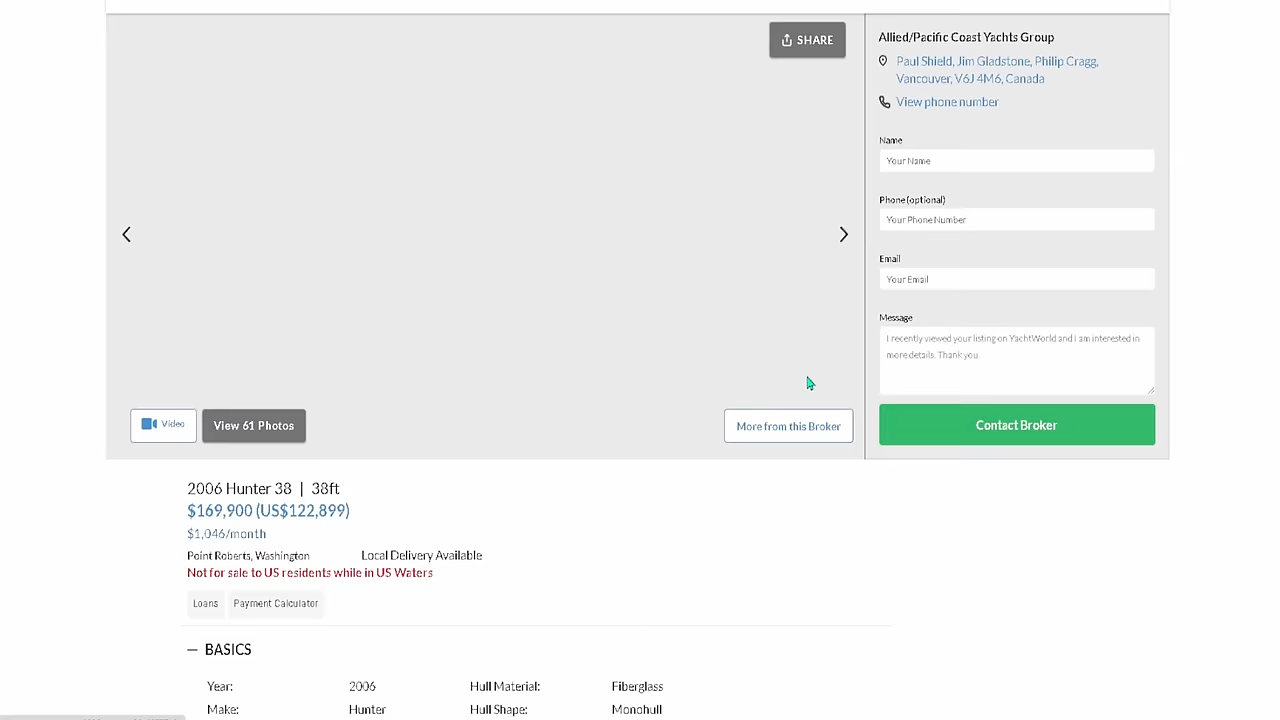 SHARE
Allied/Pacific Coast Yachts Group
Paul Shield, Jim Gladstone, Philip Cragg,
Vancouver, V6J 4M6, Canada
View phone number
Name
Your Name
Phone (optional)
Your Phone Number
Email
Your Email
Message
I recently viewed your listing on YachtWorld and I am interested in
more details. Thank you
Contact Broker
Video
View 61 Photos
More from this Broker
2006 Hunter 38 | 38ft
$169,900 (US$122,899)
$1,046/month
Point Roberts, Washington Local Delivery Available
Not for sale to US residents while in US Waters
Loans Payment Calculator
— BASICS
Year: 2006 Hull Material: Fiberglass
Make: Hunter Hull Shape: Monohull